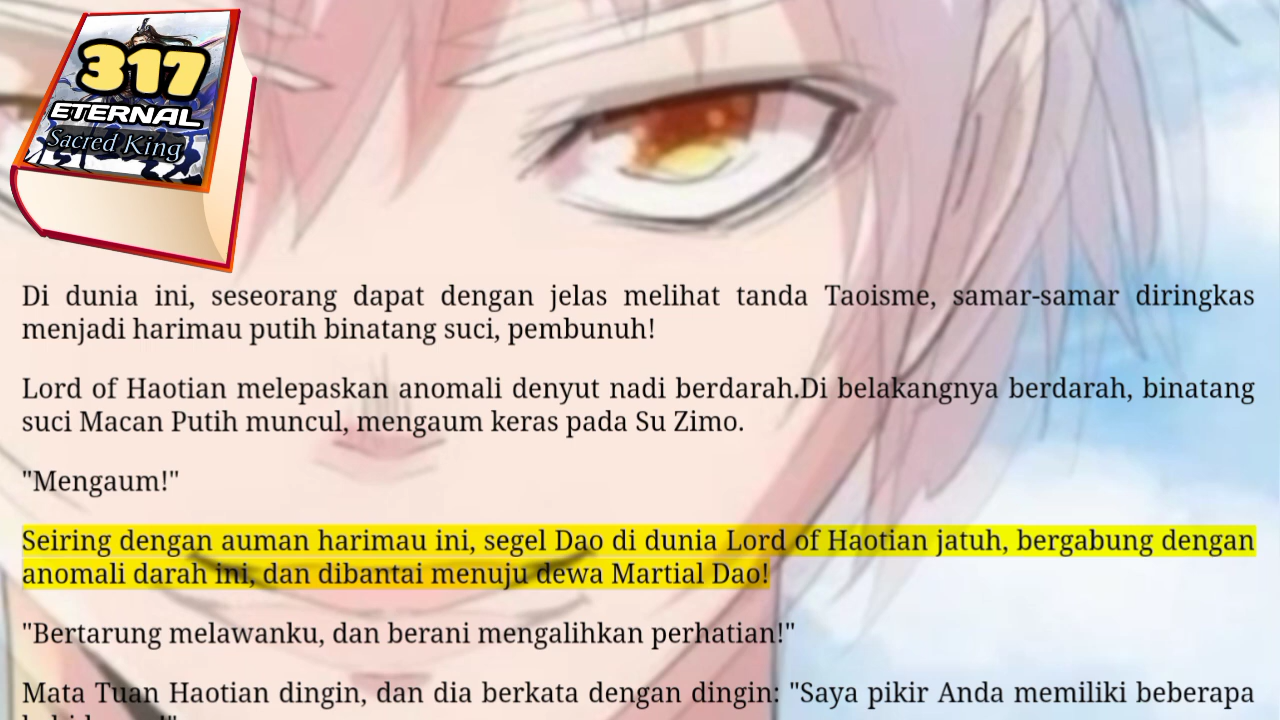 317
ETERNAL
Sacred King
Di dunia ini, seseorang dapat dengan jelas melihat tanda Taoisme, samar-samar diringkas
menjadi harimau putih binatang suci, pembunuh!
Lord of Haotian melepaskan anomali denyut nadi berdarah.Di belakangnya berdarah, binatang
suci Macan Putih muncul, mengaum keras pada Su Zimo.
"Mengaum!"
Seiring dengan auman harimau ini, segel Dao di dunia Lord of Haotian jatuh, bergabung dengan
anomali darah ini, dan dibantai menuju dewa Martial Dao!
"Bertarung melawanku, dan berani mengalihkan perhatian!"
Mata Tuan Haotian dingin, dan dia berkata dengan dingin: "Saya pikir Anda memiliki beberapa